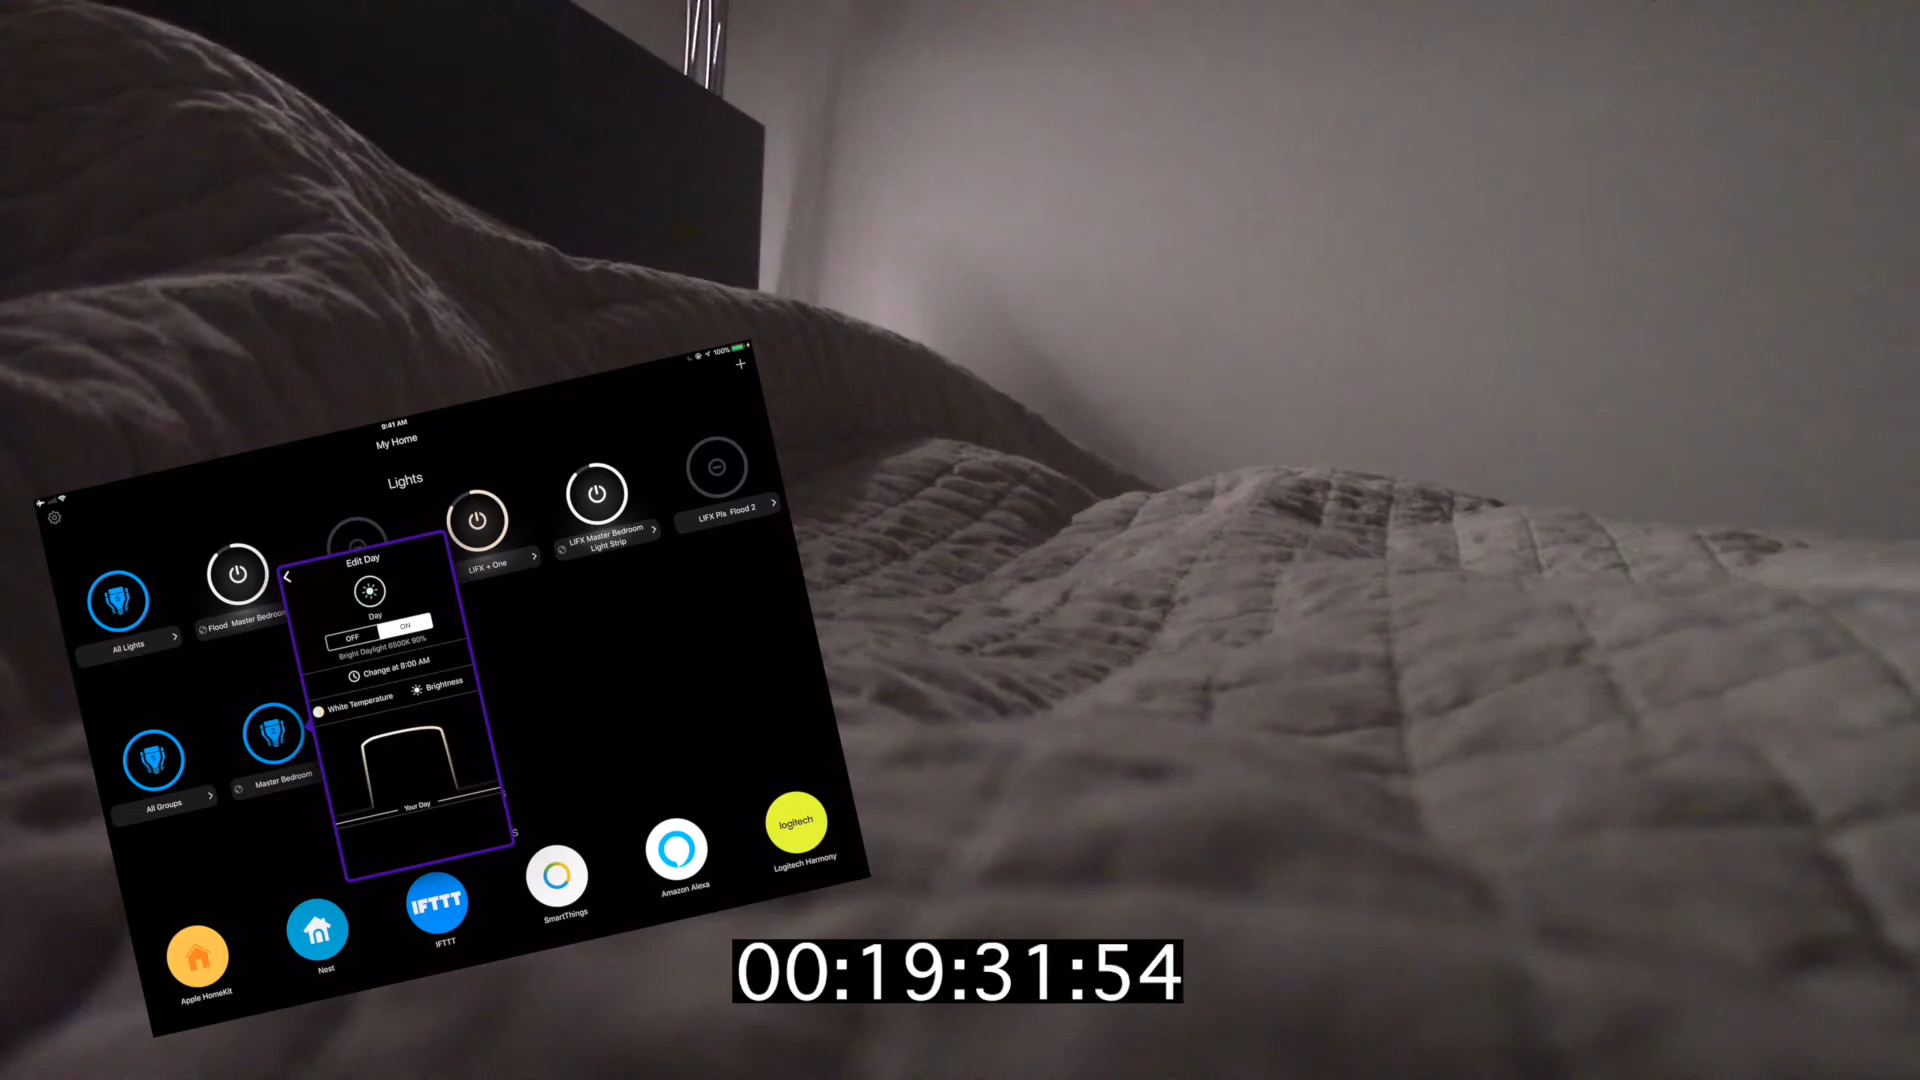 100%
9:41 AM
My Home
Lights
All Lights
Flood Master Bedroom
LIFX + One
LIFX Master Bedroom
Light Strip
LIFX Pls Flood 2
Edit Day
Day
OFF
ON
Bright Daylight 6500K 90%
Change at 8:00 AM
White Temperature
Brightness
Your Day
All Groups
Master Bedroom
S
Apple HomeKit
Nest
IFTTT
IFTTT
SmartThings
Amazon Alexa
logitech
Logitech Harmony
00:19:31:54